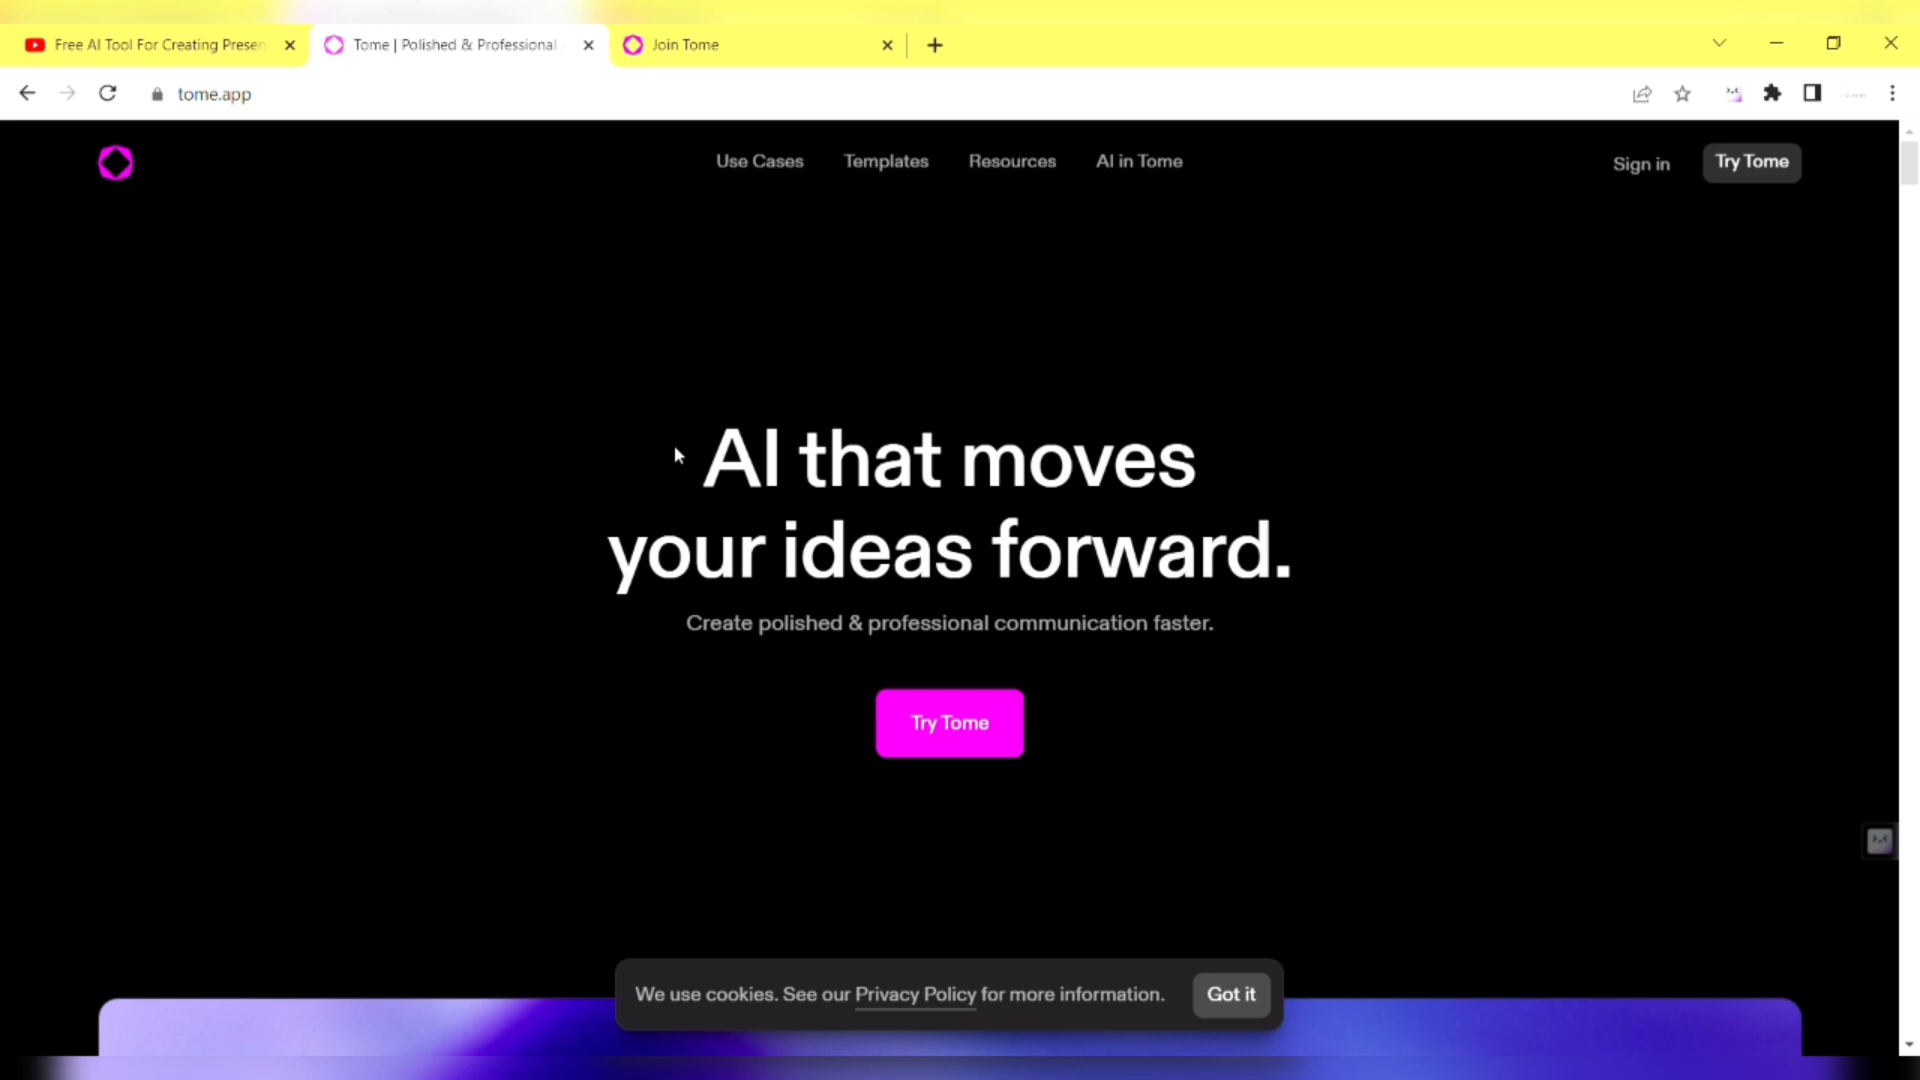 Free AI Tool For Creating Presen
Tome | Polished & Professional
Join Tome
tome.app
Use Cases
Templates
Resources
AI in Tome
Sign in
Try Tome
AI that moves
your ideas forward.
Create polished & professional communication faster.
Try Tome
We use cookies. See our Privacy Policy for more information.
Got it